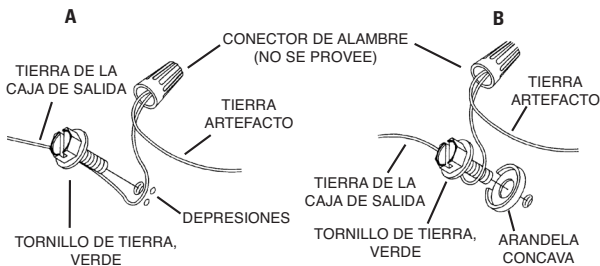 A
B
CONECTOR DE ALAMBRE
(NO SE PROVEE)
TIERRA DE LA
CAJA DE SALIDA
TIERRA
ARTEFACTO
TIERRA
ARTEFACTO
DEPRESIONES
TORNILLO DE TIERRA,
VERDE
TIERRA DE LA
CAJA DE SALIDA
TORNILLO DE TIERRA,
VERDE
ARANDELA
CONCAVA